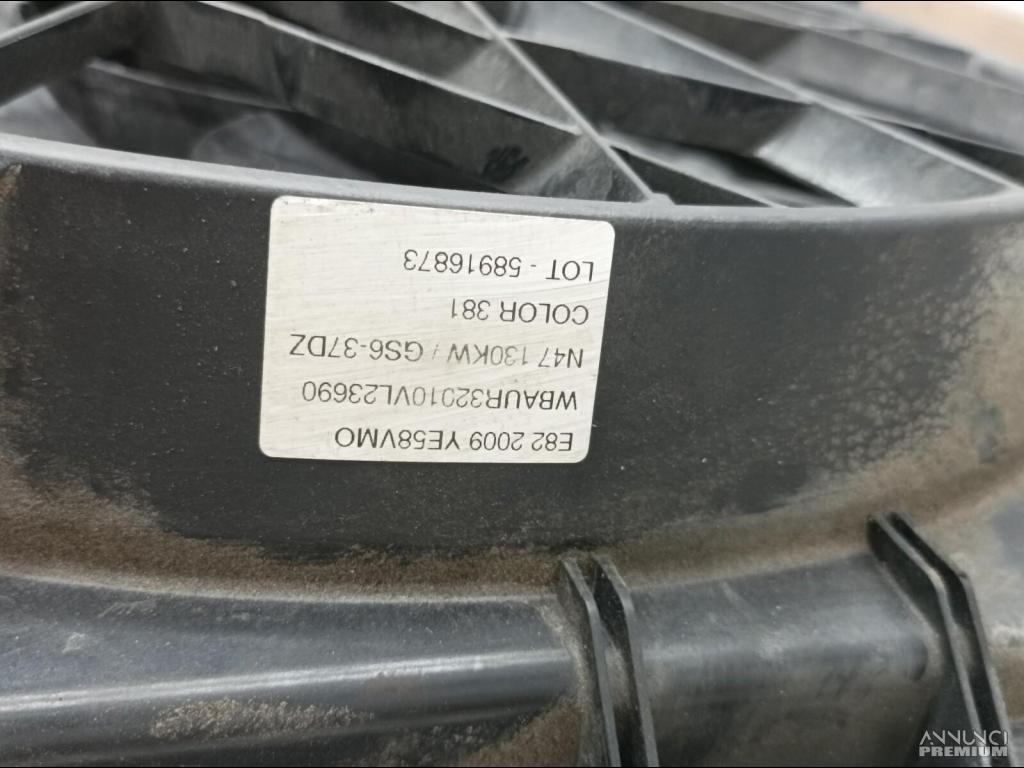 E82 2009 YE58VMO
WBAUR32010VL23690
N47 130KW / GS6-37DZ
COLOR 381
LOT - 58916873
ANNUNCI
PREMIUM